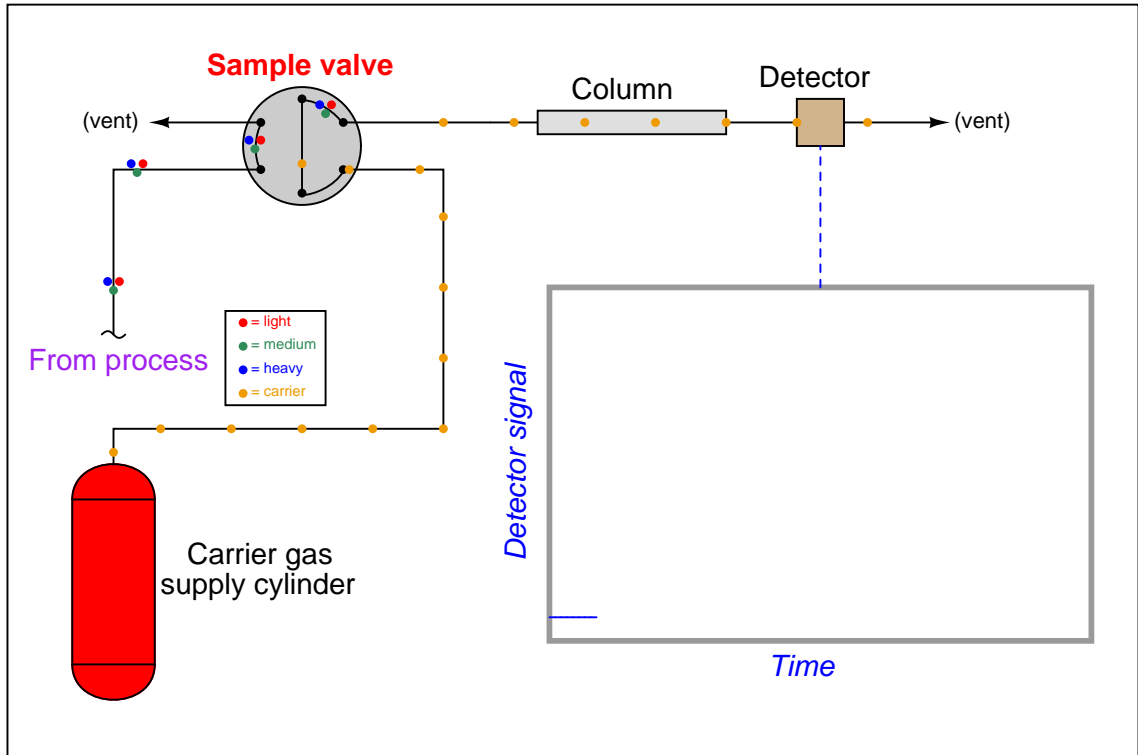 Sample valve
Column
Detector
(vent)
(vent)
= light
= medium
= heavy
= carrier
From process
Detector signal
Carrier gas
supply cylinder
Time